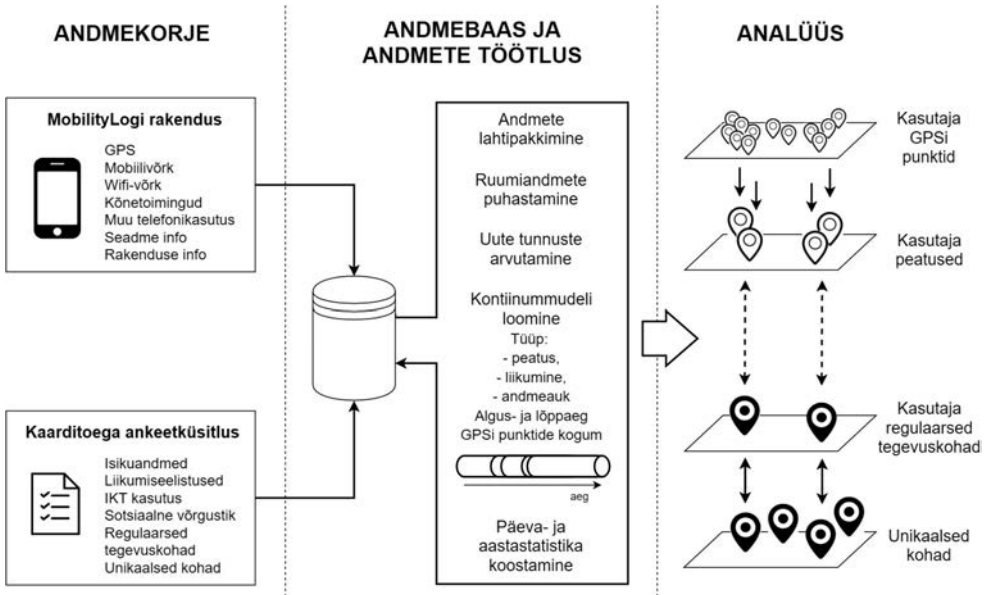 ANDMEKORJE
MobilityLogi rakendus
GPS
Mobiilivõrk
Wifi-võrk
Kõnetoimingud
Muu telefonikasutus
Seadme info
Rakenduse info
Kaarditoega ankeetküsitlus
Isikuandmed
Liikumiseelistused
IKT kasutus
Sotsiaalne võrgustik
Regulaarsed
tegevuskohad
Unikaalsed kohad
ANDMEBAAS JA
ANDMETE TÖÖTLUS
Andmete
lahtipakkimine
Ruumiandmete
puhastamine
Uute tunnuste
arvutamine
Kontiinummudeli
loomine
Tüüp:
- peatus,
- liikumine,
- andmeauk
Algus- ja lõppaeg
GPSi punktide kogum
aeg
Päeva- ja
aastastatistika
koostamine
ANALÜÜS
Kasutaja
GPSi
punktid
Kasutaja
peatused
Kasutaja
regulaarsed
tegevuskohad
Unikaalsed
kohad